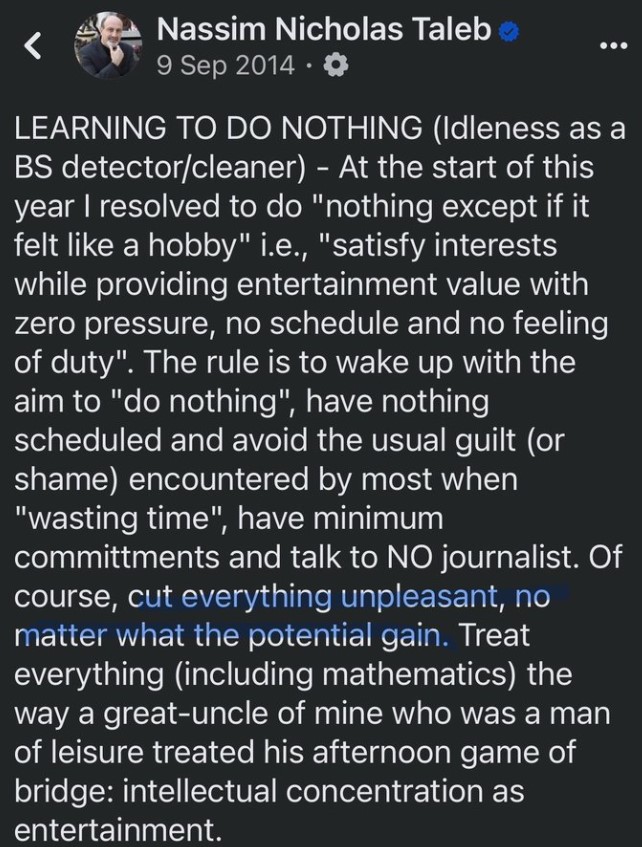 Nassim Nicholas Taleb
9 Sep 2014 ·
LEARNING TO DO NOTHING (Idleness as a
BS detector/cleaner) - At the start of this
year I resolved to do "nothing except if it
felt like a hobby" i.e., "satisfy interests
while providing entertainment value with
zero pressure, no schedule and no feeling
of duty". The rule is to wake up with the
aim to "do nothing", have nothing
scheduled and avoid the usual guilt (or
shame) encountered by most when
"wasting time", have minimum
committments and talk to NO journalist. Of
course, cut everything unpleasant, no
matter what the potential gain. Treat
everything (including mathematics) the
way a great-uncle of mine who was a man
of leisure treated his afternoon game of
bridge: intellectual concentration as
entertainment.